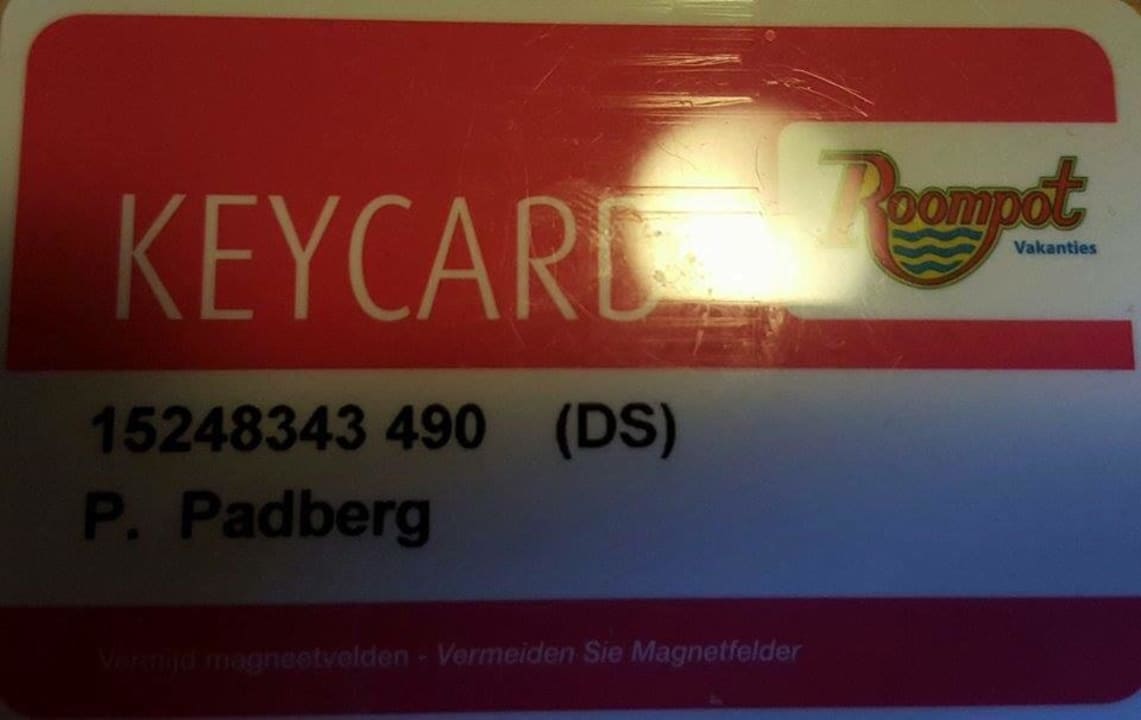 Roompot
Vakanties
KEYCARD
15248343 490 (DS)
P. Padberg
Vermijd magneetvelden - Vermeiden Sie Magnetfelder